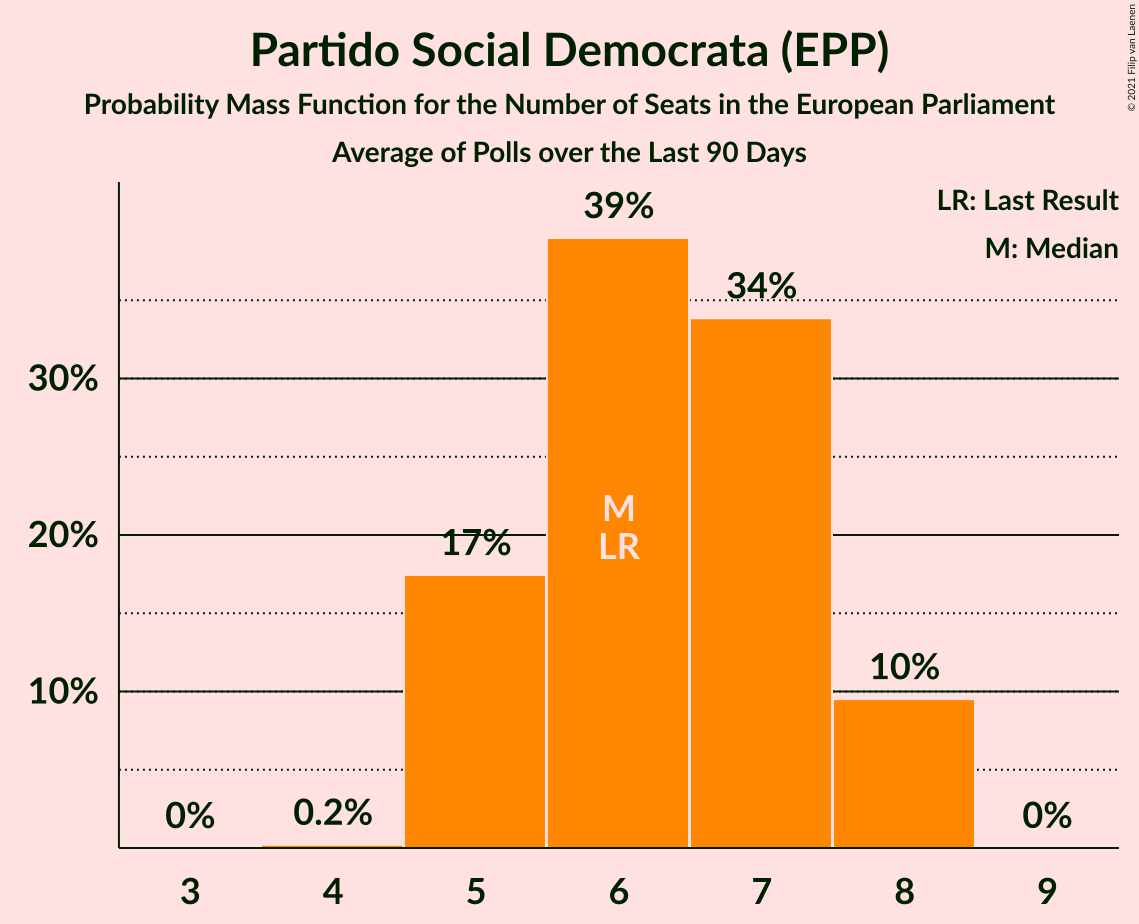 Partido Social Democrata (EPP)
Probability Mass Function for the Number of Seats in the European Parliament
Average of Polls over the Last 90 Days
© 2021 Filip van Laenen
LR: Last Result
M: Median
39%
34%
30%
M
20%
17%
LR
10%
10%
0%
0.2%
0%
3 4 5 6 7 8 9